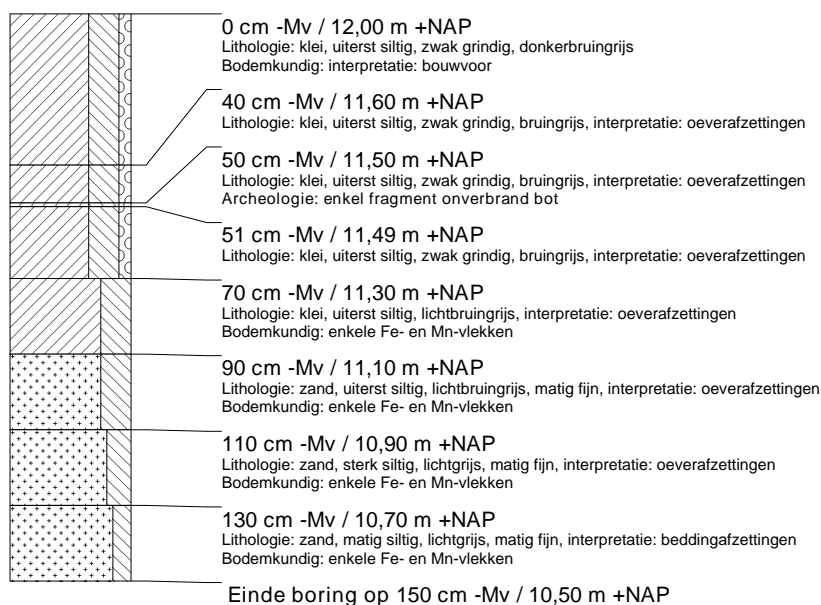 0 cm -Mv / 12,00 m +NAP
Lithologie: klei, uiterst siltig, zwak grindig, donkerbruingrijs
Bodemkundig: interpretatie: bouwvoor
40 cm -Mv / 11,60 m +NAP
Lithologie: klei, uiterst siltig, zwak grindig, bruingrijs, interpretatie: oeverafzettingen
50 cm -Mv / 11,50 m +NAP
Lithologie: klei, uiterst siltig, zwak grindig, bruingrijs, interpretatie: oeverafzettingen
Archeologie: enkel fragment onverbrand bot
51 cm -Mv / 11,49 m +NAP
Lithologie: klei, uiterst siltig, zwak grindig, bruingrijs, interpretatie: oeverafzettingen
70 cm -Mv / 11,30 m +NAP
Lithologie: klei, uiterst siltig, lichtbruingrijs, interpretatie: oeverafzettingen
Bodemkundig: enkele Fe- en Mn-vlekken
90 cm -Mv / 11,10 m +NAP
Lithologie: zand, uiterst siltig, lichtbruingrijs, matig fijn, interpretatie: oeverafzettingen
Bodemkundig: enkele Fe- en Mn-vlekken
110 cm -Mv / 10,90 m +NAP
Lithologie: zand, sterk siltig, lichtgrijs, matig fijn, interpretatie: oeverafzettingen
Bodemkundig: enkele Fe- en Mn-vlekken
130 cm -Mv / 10,70 m +NAP
Lithologie: zand, matig siltig, lichtgrijs, matig fijn, interpretatie: beddingafzettingen
Bodemkundig: enkele Fe- en Mn-vlekken
Einde boring op 150 cm -Mv / 10,50 m +NAP